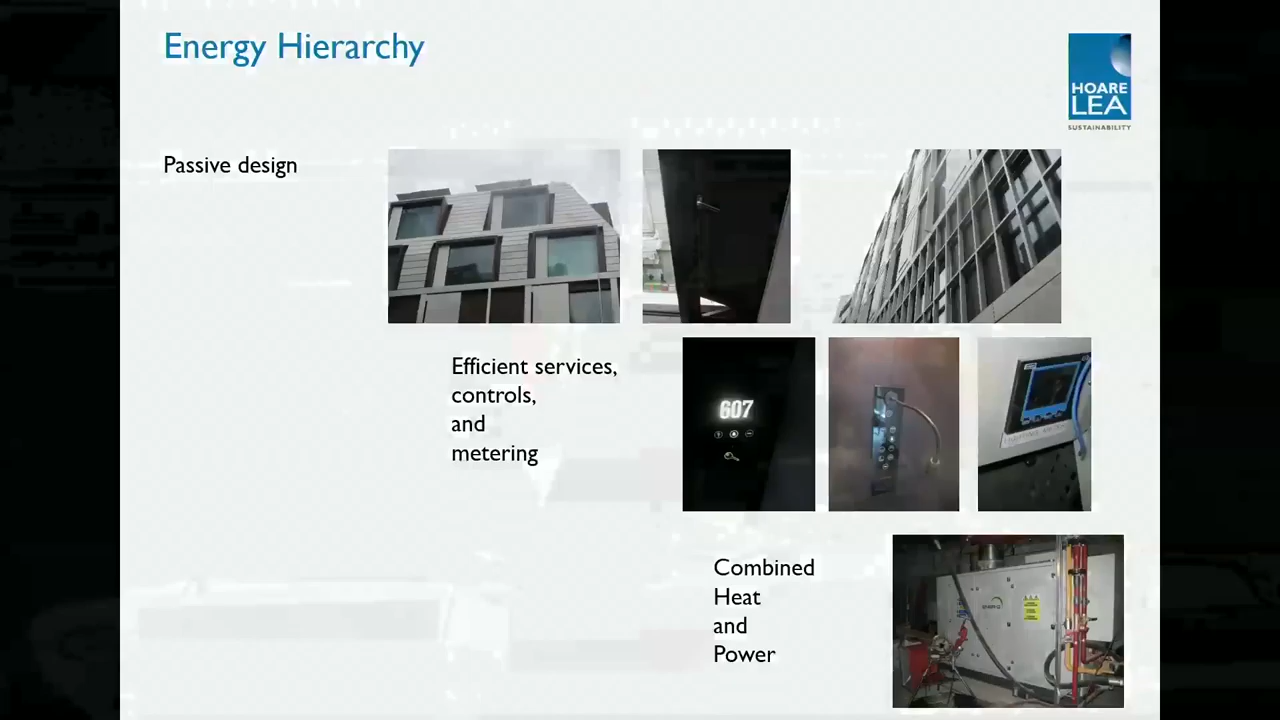 Energy Hierarchy
HOARE
LEA
SUSTAINABILITY
Passive design
Efficient services,
controls,
and
metering
607
Combined
Heat
and
Power